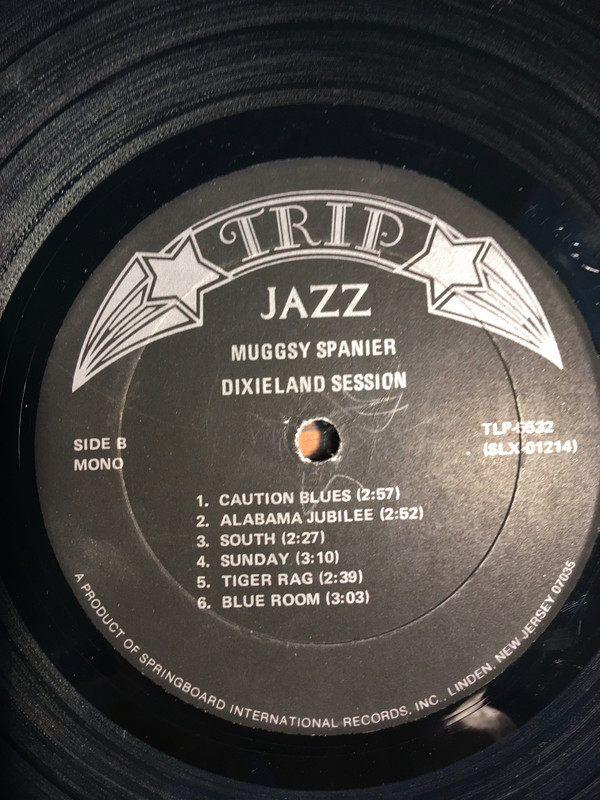 TRIP
JAZZ
MUGGSY SPANIER
DIXIELAND SESSION
SIDE B
MONO
TLP-5532
(SLX-01214)
1. CAUTION BLUES (2:57)
2. ALABAMA JUBILEE (2:52)
3. SOUTH (2:27)
4. SUNDAY (3:10)
5. TIGER RAG (2:39)
6. BLUE ROOM (3:03)
A PRODUCT OF SPRINGBOARD INTERNATIONAL RECORDS, INC., LINDEN, NEW JERSEY 07035